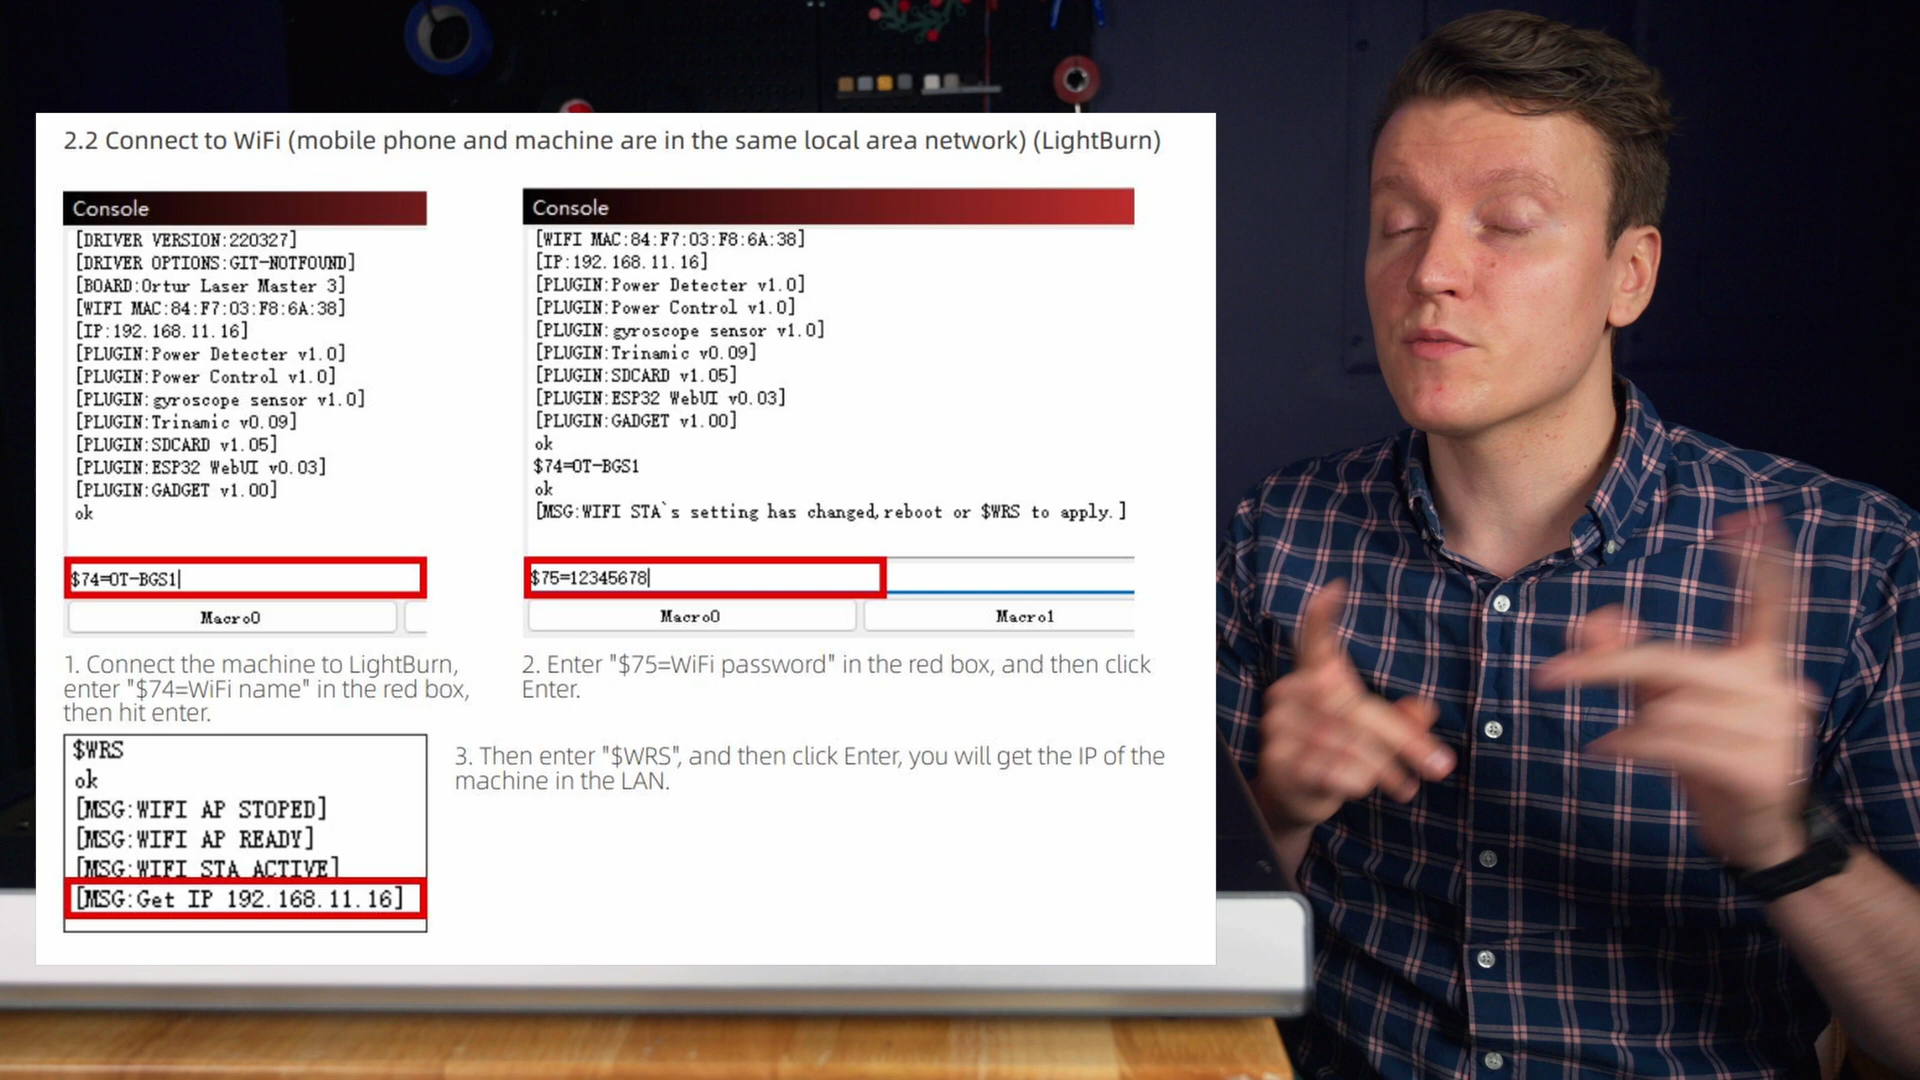 2.2 Connect to WiFi (mobile phone and machine are in the same local area network) (LightBurn)
Console
[DRIVER VERSION:220327]
[DRIVER OPTIONS:GIT-NOTFOUND]
[BOARD:Ortur Laser Master 3]
[WIFI MAC:84:F7:03:F8:6A:38]
[IP:192.168.11.16]
[PLUGIN:Power Detecter v1.0]
[PLUGIN:Power Control v1.0]
[PLUGIN:gyroscope sensor v1.0]
[PLUGIN:Trinamic v0.09]
[PLUGIN:SDCARD v1.05]
[PLUGIN:ESP32 WebUI v0.03]
[PLUGIN:GADGET v1.00]
ok
$74=OT-BGS1
Macro0
1. Connect the machine to LightBurn,
enter "$74=WiFi name" in the red box,
then hit enter.
Console
[WIFI MAC:84:F7:03:F8:6A:38]
[IP:192.168.11.16]
[PLUGIN:Power Detecter v1.0]
[PLUGIN:Power Control v1.0]
[PLUGIN:gyroscope sensor v1.0]
[PLUGIN:Trinamic v0.09]
[PLUGIN:SDCARD v1.05]
[PLUGIN:ESP32 WebUI v0.03]
[PLUGIN:GADGET v1.00]
ok
$74=OT-BGS1
ok
[MSG:WIFI STA`s setting has changed,reboot or $WRS to apply.]
$75=12345678
Macro0 Macro1
2. Enter "$75=WiFi password" in the red box, and then click
Enter.
$WRS
ok
[MSG:WIFI AP STOPED]
[MSG:WIFI AP READY]
[MSG:WIFI STA ACTIVE]
[MSG:Get IP 192.168.11.16]
3. Then enter "$WRS", and then click Enter, you will get the IP of the
machine in the LAN.